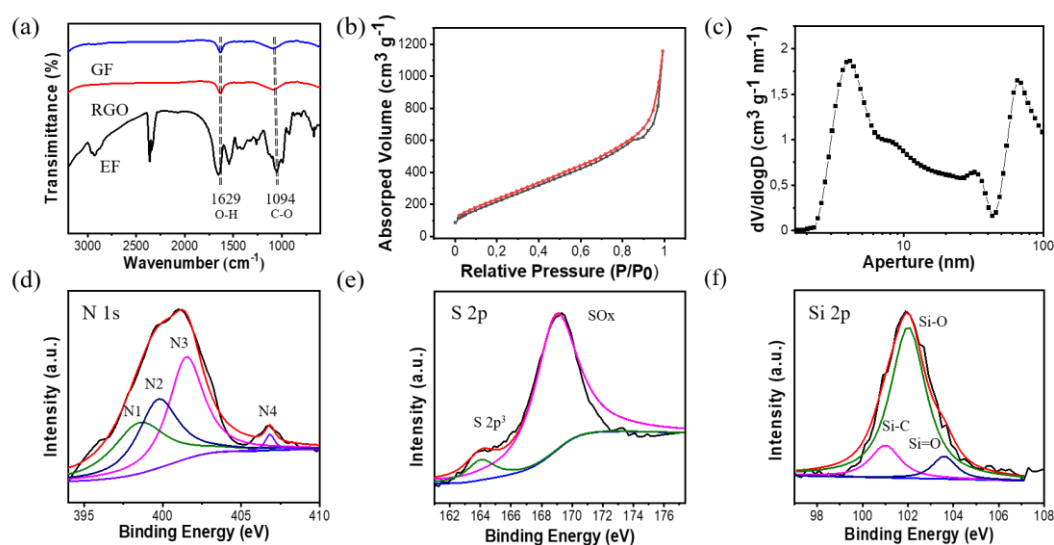 (a)
Transimittance (%)
GF
RGO
EF
1629
O-H
1094
C-O
3000 2500 2000 1500 1000
Wavenumber (cm-1)
(b)
Absorped Volume (cm3 g-1)
1200
1000
800
600
400
200
0
0 0,2 0,4 0,6 0,8 1
Relative Pressure (P/P0)
(c)
dV/dlogD (cm3 g-1 nm-1)
2
1,5
1
0,5
0
10 100
Aperture (nm)
(d)
Intensity (a.u.)
N 1s
N1
N2
N3
N4
395 400 405 410
Binding Energy (eV)
(e)
Intensity (a.u.)
S 2p
SOx
S 2p3
162 164 166 168 170 172 174 176
Binding Energy (eV)
(f)
Intensity (a.u.)
Si 2p
Si-O
Si-C
Si=O
98 100 102 104 106 108
Binding Energy (eV)